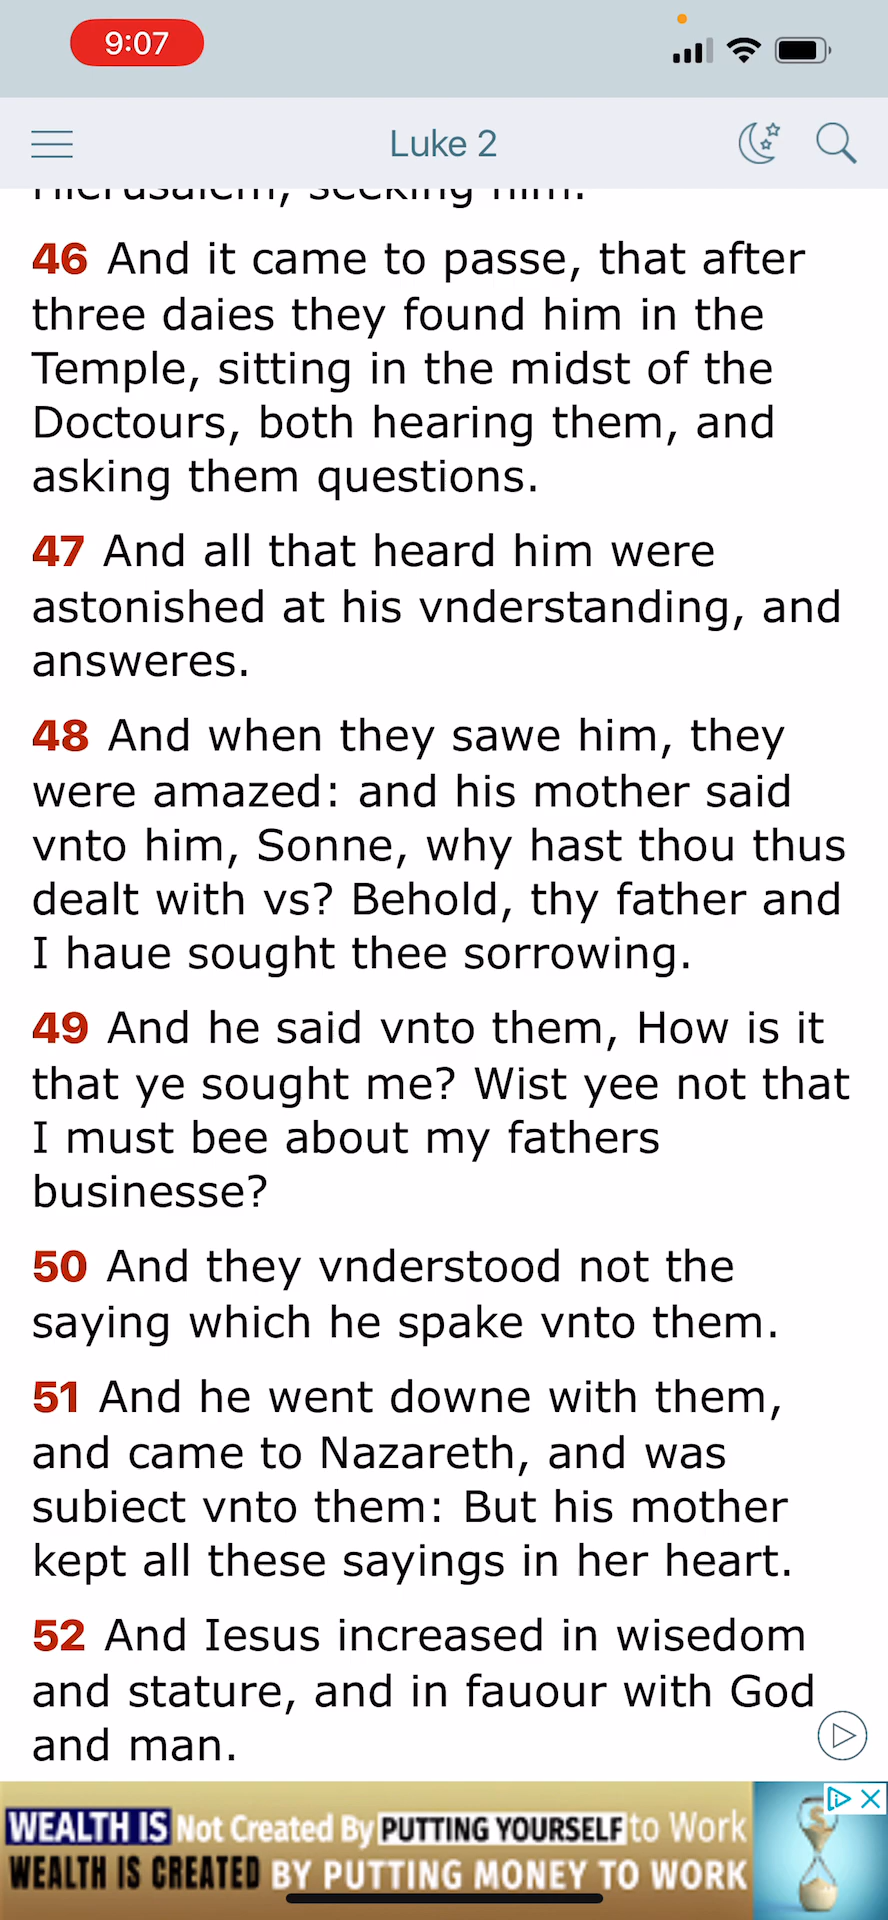 9:07
Luke 2
Hierusalem, seeking him.
46 And it came to passe, that after
three daies they found him in the
Temple, sitting in the midst of the
Doctours, both hearing them, and
asking them questions.
47 And all that heard him were
astonished at his vnderstanding, and
answeres.
48 And when they sawe him, they
were amazed: and his mother said
vnto him, Sonne, why hast thou thus
dealt with vs? Behold, thy father and
I haue sought thee sorrowing.
49 And he said vnto them, How is it
that ye sought me? Wist yee not that
I must bee about my fathers
businesse?
50 And they vnderstood not the
saying which he spake vnto them.
51 And he went downe with them,
and came to Nazareth, and was
subiect vnto them: But his mother
kept all these sayings in her heart.
52 And Iesus increased in wisedom
and stature, and in fauour with God
and man.
WEALTH IS Not Created By PUTTING YOURSELF to Work
WEALTH IS CREATED BY PUTTING MONEY TO WORK